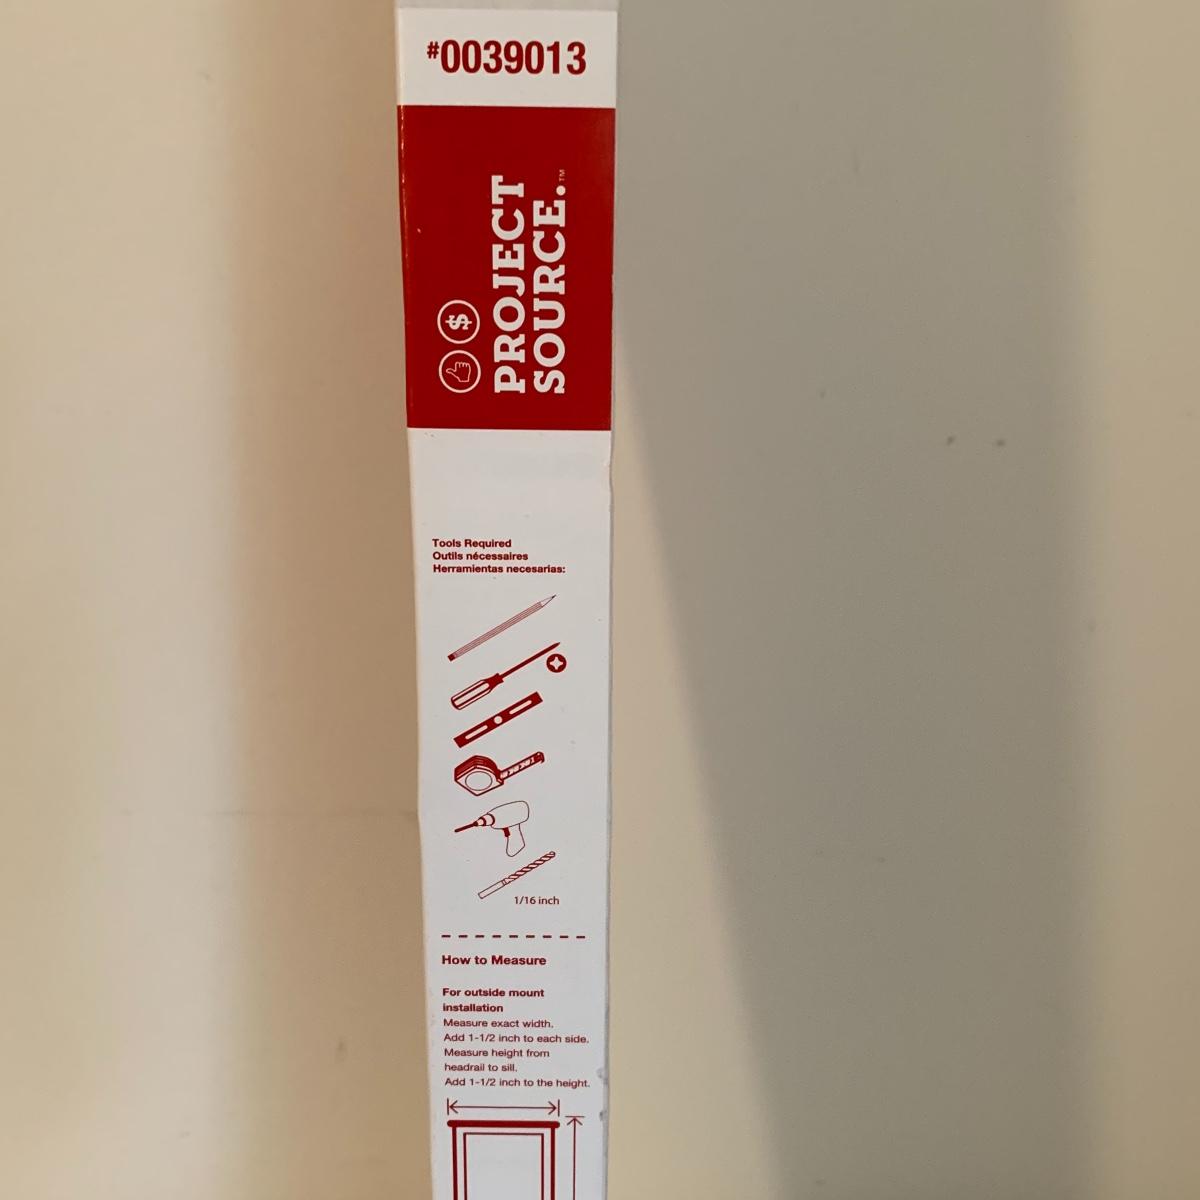 #0039013
PROJECT
SOURCE.™
Tools Required
Outils nécessaires
Herramientas necesarias:
1/16 inch
How to Measure
For outside mount
installation
Measure exact width.
Add 1-1/2 inch to each side.
Measure height from
headrail to sill.
Add 1-1/2 inch to the height.